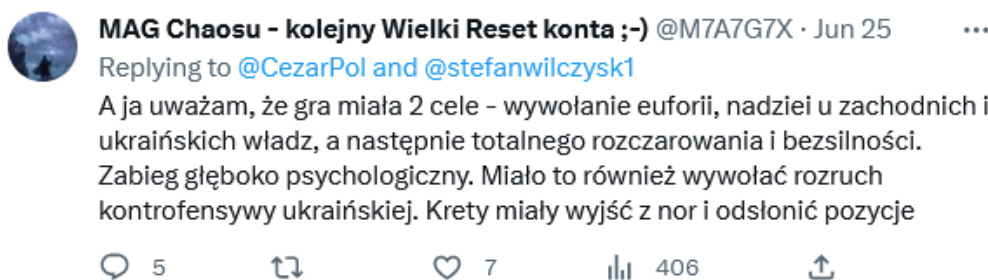 MAG Chaosu - kolejny Wielki Reset konta ;-) @M7A7G7X · Jun 25
Replying to @CezarPol and @stefanwilczysk1
A ja uważam, że gra miała 2 cele - wywołanie euforii, nadziei u zachodnich i
ukraińskich władz, a następnie totalnego rozczarowania i bezsilności.
Zabieg głęboko psychologiczny. Miało to również wywołać rozruch
kontrofensywy ukraińskiej. Krety miały wyjść z nor i odsłonić pozycje
5 7 406